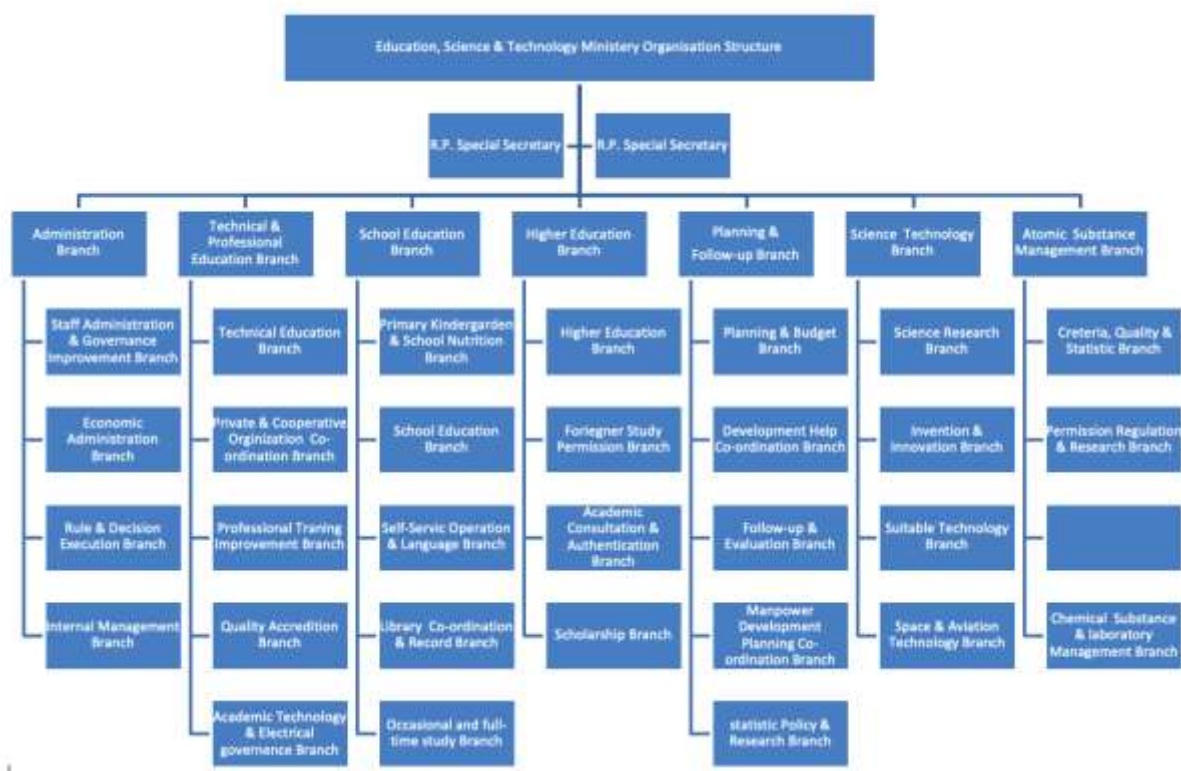 Education, Science & Technology Ministery Organisation Structure
R.P. Special Secretary
R.P. Special Secretary
Administration
Branch
Technical &
Professional
Education Branch
School Education
Branch
Higher Education
Branch
Planning &
Follow-up Branch
Science Technology
Branch
Atomic Substance
Management Branch
Staff Administration
& Governance
Improvement Branch
Technical Education
Branch
Primary Kindergarden
& School Nutrition
Branch
Higher Education
Branch
Planning & Budget
Branch
Science Research
Branch
Creteria, Quality &
Statistic Branch
Economic
Administration
Branch
Private & Cooperative
Orginization Co-
ordination Branch
School Education
Branch
Foriegner Study
Permission Branch
Development Help
Co-ordination Branch
Invention &
Innovation Branch
Permission Regulation
& Research Branch
Rule & Decision
Execution Branch
Professional Traning
Improvement Branch
Self-Servic Operation
& Language Branch
Academic
Consultation &
Authentication
Branch
Follow-up &
Evaluation Branch
Suitable Technology
Branch
Internal Management
Branch
Quality Accredition
Branch
Library Co-ordination
& Record Branch
Scholarship Branch
Manpower
Development
Planning Co-
ordination Branch
Space & Aviation
Technology Branch
Chemical Substance
& laboratory
Management Branch
Academic Technology
& Electrical
governence Branch
Occasional and full-
time study Branch
statistic Policy &
Research Branch